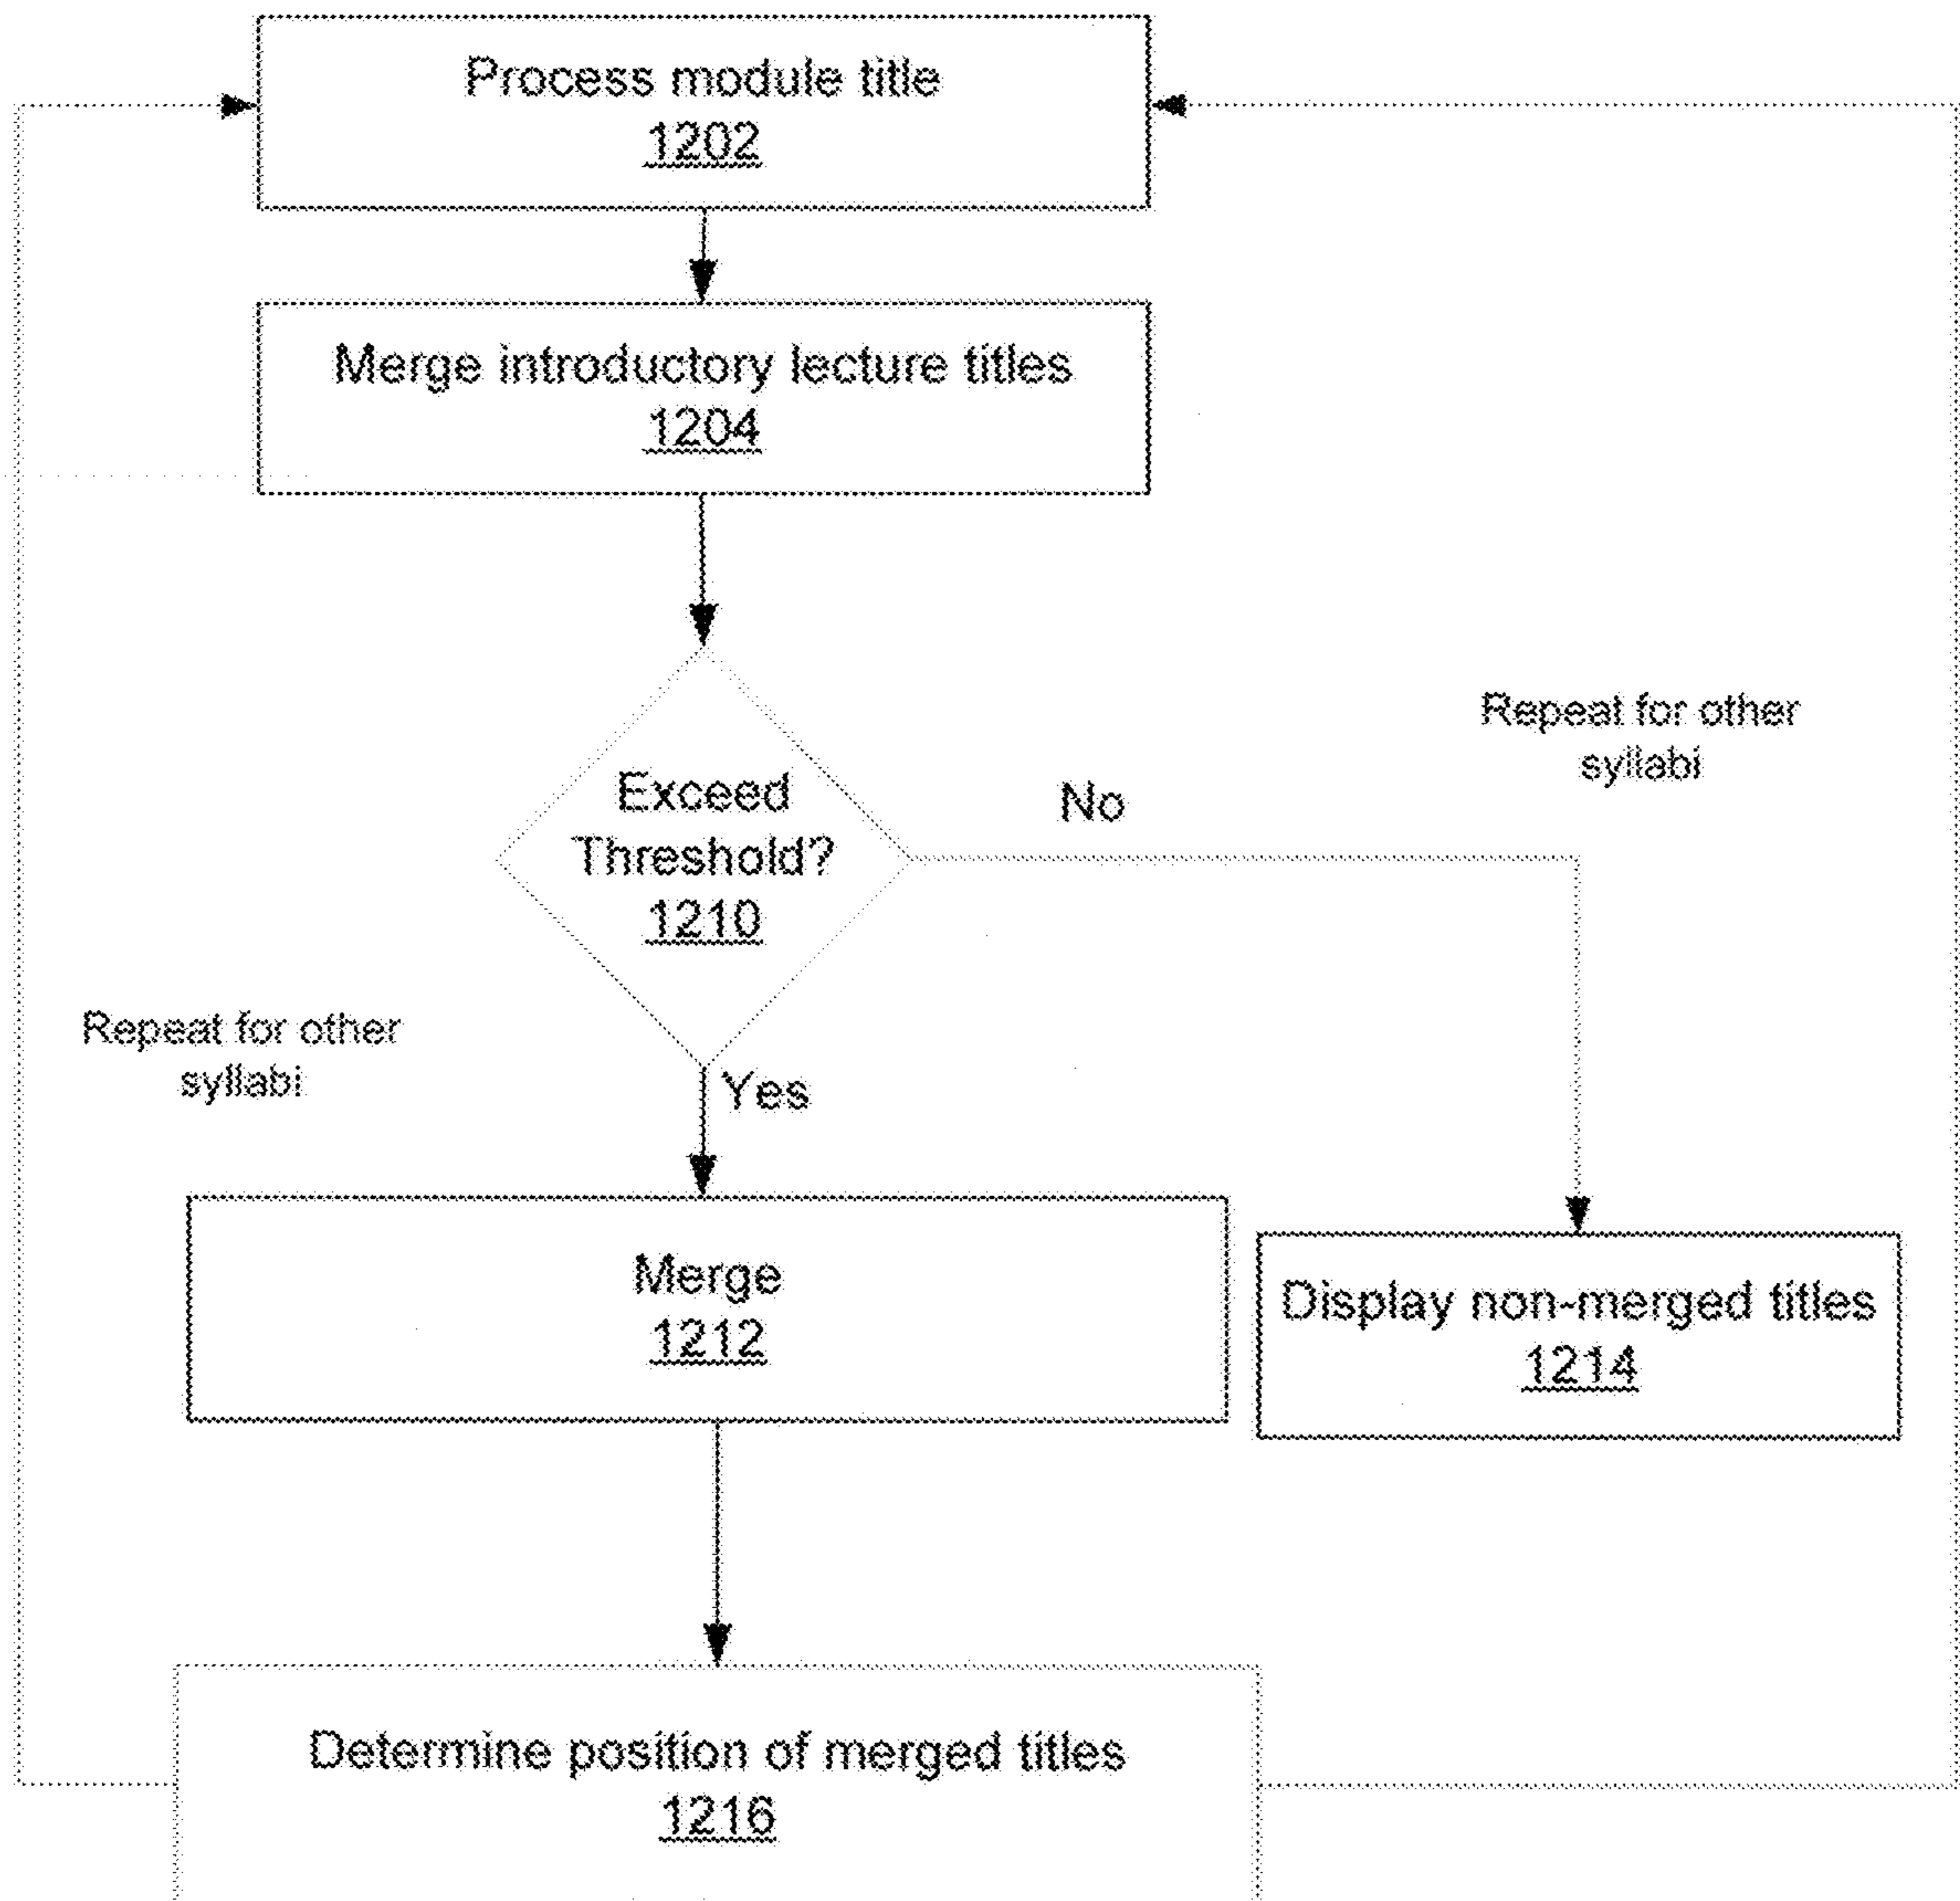 Process module title
1202
Merge introductory lecture titles
1204
Exceed
Threshold?
1210
No
Repeat for other
syllabi
Repeat for other
syllabi
Yes
Merge
1212
Display non-merged titles
1214
Determine position of merged titles
1216